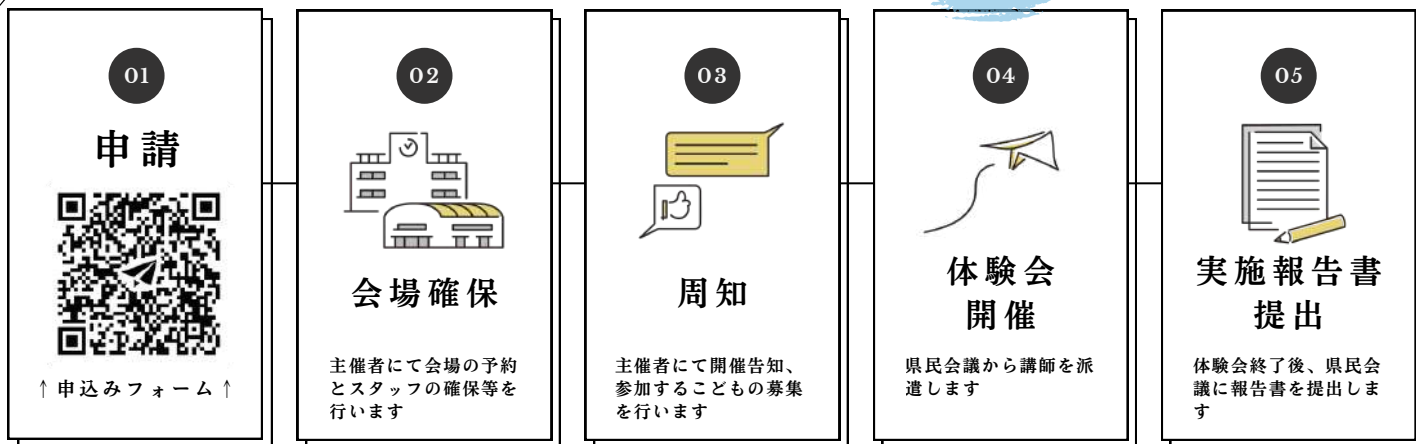 01
申請
↑申込みフォーム↑
02
会場確保
主催者にて会場の予約
とスタッフの確保等を
行います
03
周知
主催者にて開催告知、
参加するこどもの募集
を行います
04
体験会
開催
県民会議から講師を派
遣します
05
実施報告書
提出
体験会終了後、県民会
議に報告書を提出しま
す